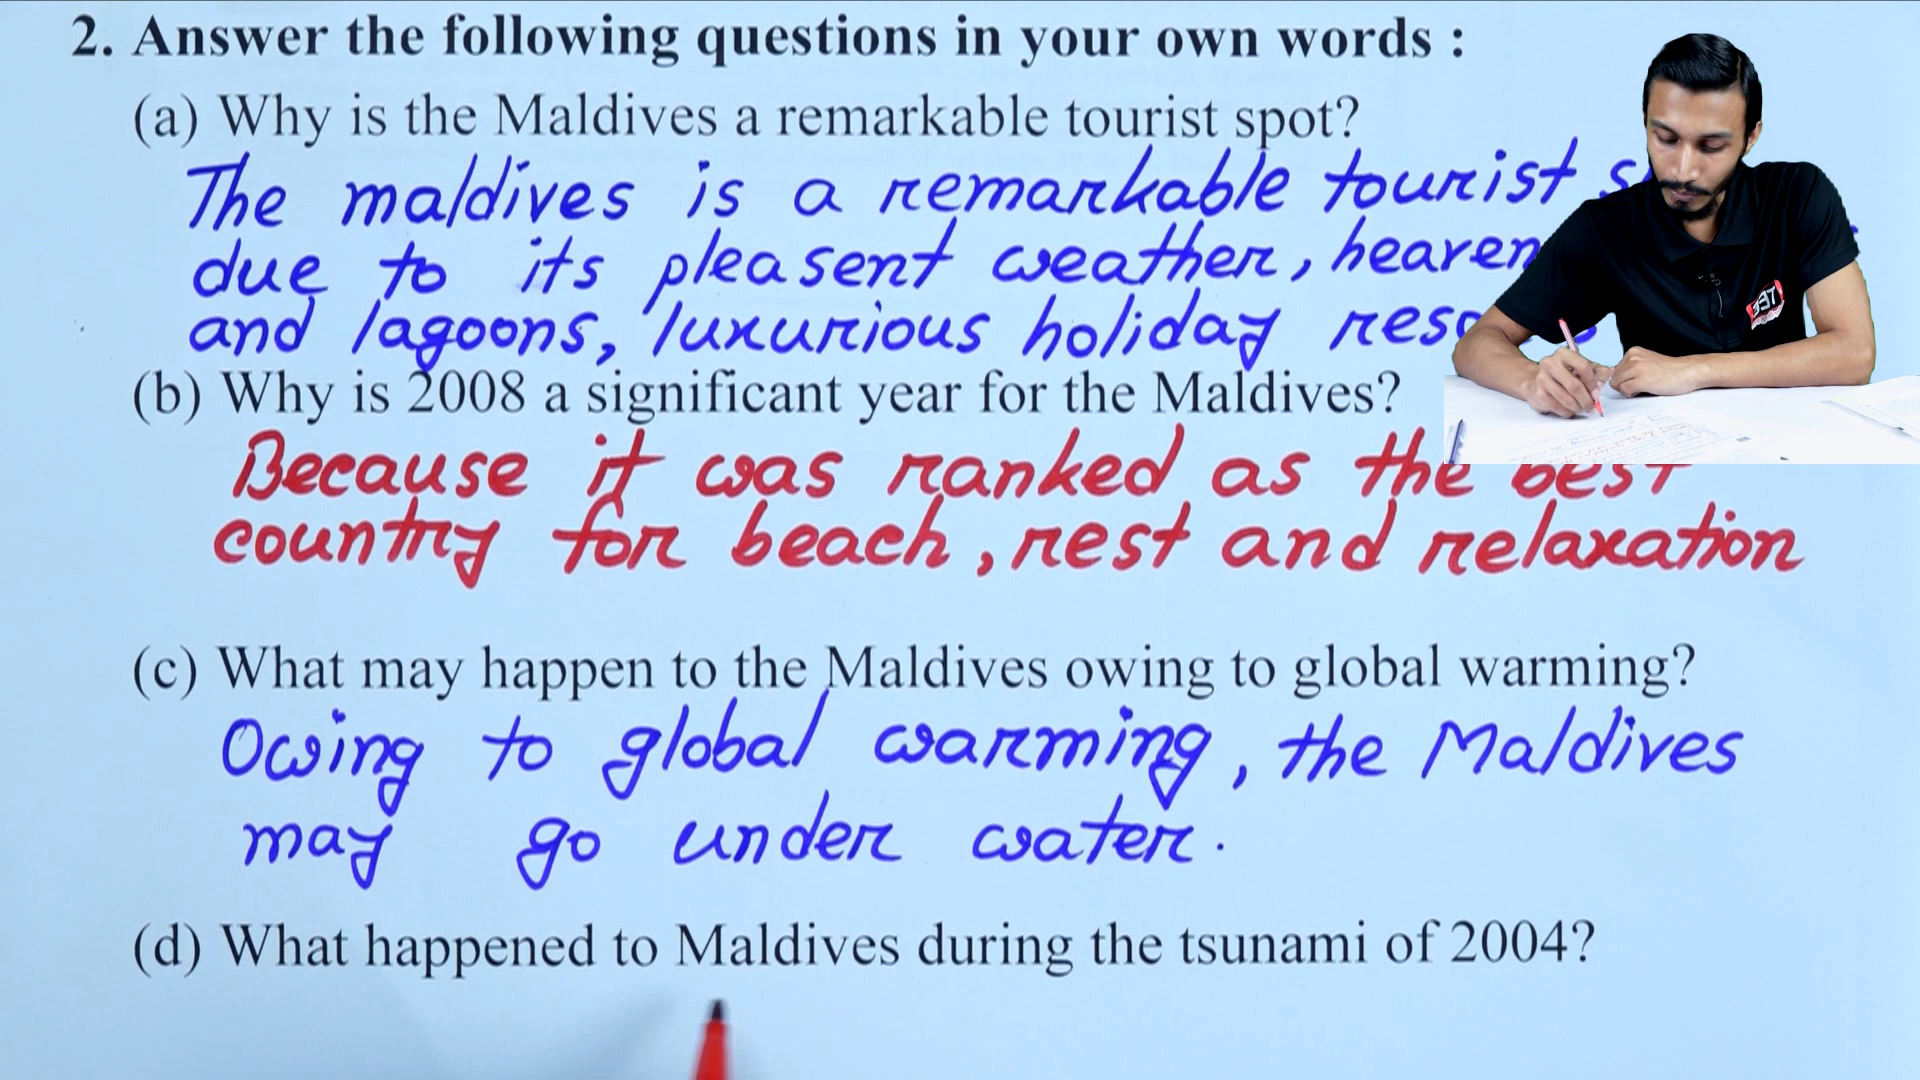 2. Answer the following questions in your own words :
(a) Why is the Maldives a remarkable tourist spot?
The maldives is a remarkable tourist
due to its pleasent weather,
and lagoons, luxurious holiday
(b) Why is 2008 a significant year for the Maldives?
Because it was ranked as the best
country for beach, rest and relaxation
(c) What may happen to the Maldives owing to global warming?
Owing to global warming, the Maldives
may go under water.
(d) What happened to Maldives during the tsunami of 2004?